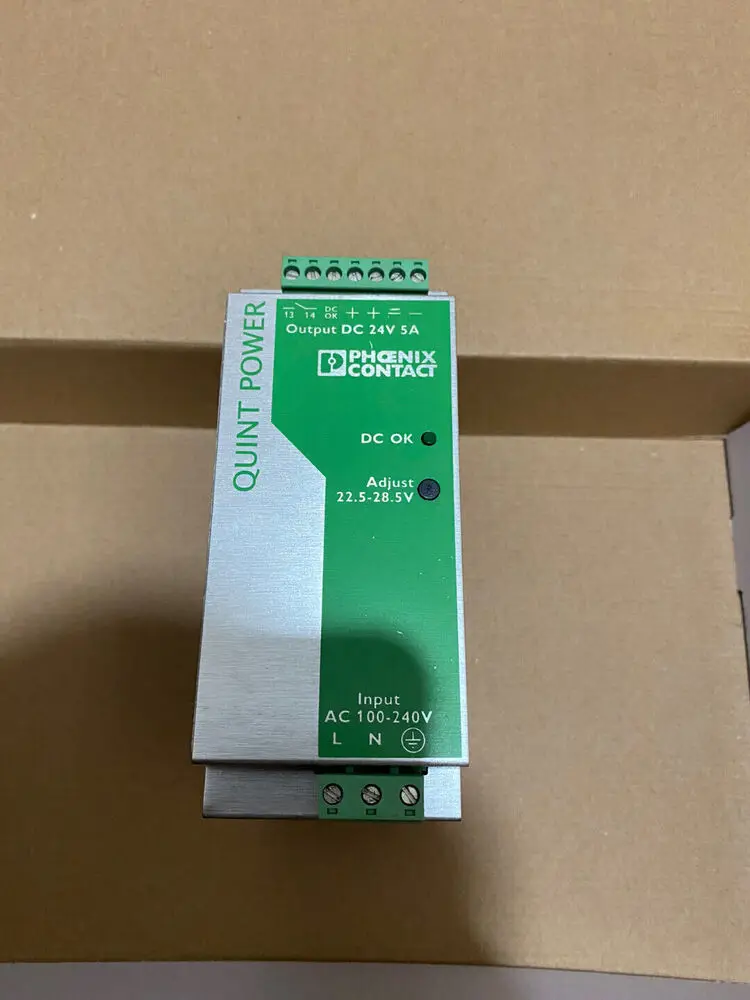 QUINT POWER
13 14 DC OK + + = −
Output DC 24V 5A
PHŒNIX
CONTACT
DC OK
Adjust
22.5-28.5V
Input
AC 100-240V
L N